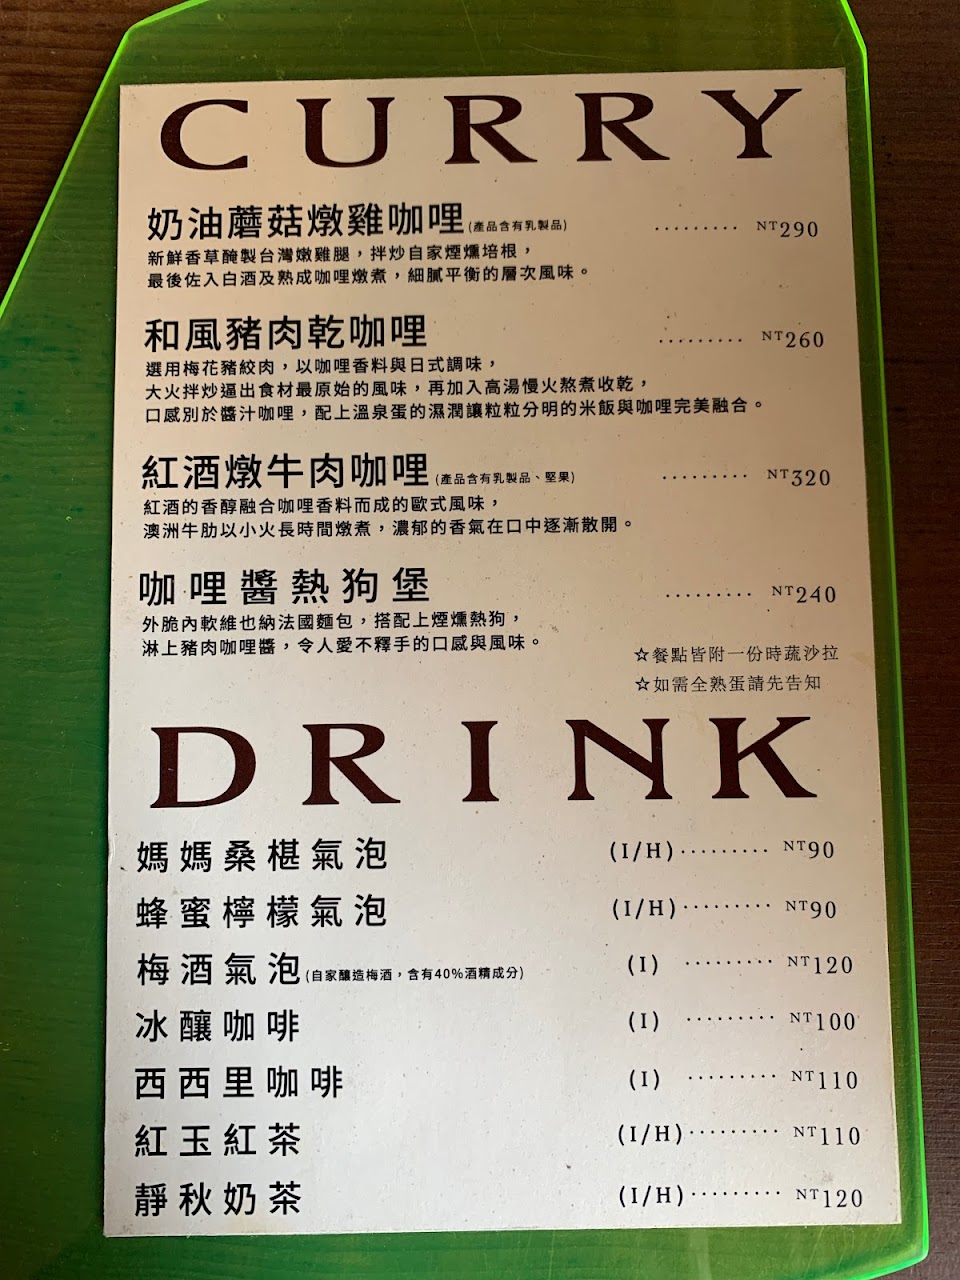 CURRY
奶油蘑菇燉雞咖哩(產品含有乳製品) ········· NT290
新鮮香草醃製台灣嫩雞腿，拌炒自家煙燻培根，
最後佐入白酒及熟成咖哩燉煮，細膩平衡的層次風味。
和風豬肉乾咖哩 ········· NT260
選用梅花豬絞肉，以咖哩香料與日式調味，
大火拌炒逼出食材最原始的風味，再加入高湯慢火熬煮收乾，
口感別於醬汁咖哩，配上溫泉蛋的濕潤讓粒粒分明的米飯與咖哩完美融合。
紅酒燉牛肉咖哩(產品含有乳製品、堅果) ········· NT320
紅酒的香醇融合咖哩香料而成的歐式風味，
澳洲牛肋以小火長時間燉煮，濃郁的香氣在口中逐漸散開。
咖哩醬熱狗堡 ········· NT240
外脆內軟維也納法國麵包，搭配上煙燻熱狗，
淋上豬肉咖哩醬，令人愛不釋手的口感與風味。
☆餐點皆附一份時蔬沙拉
☆如需全熟蛋請先告知
DRINK
媽媽桑椹氣泡 (I/H)········· NT90
蜂蜜檸檬氣泡 (I/H)········· NT90
梅酒氣泡(自家釀造梅酒，含有40%酒精成分) (I) ········· NT120
冰釀咖啡 (I) ········· NT100
西西里咖啡 (I) ········· NT110
紅玉紅茶 (I/H)········· NT110
靜秋奶茶 (I/H)········· NT120